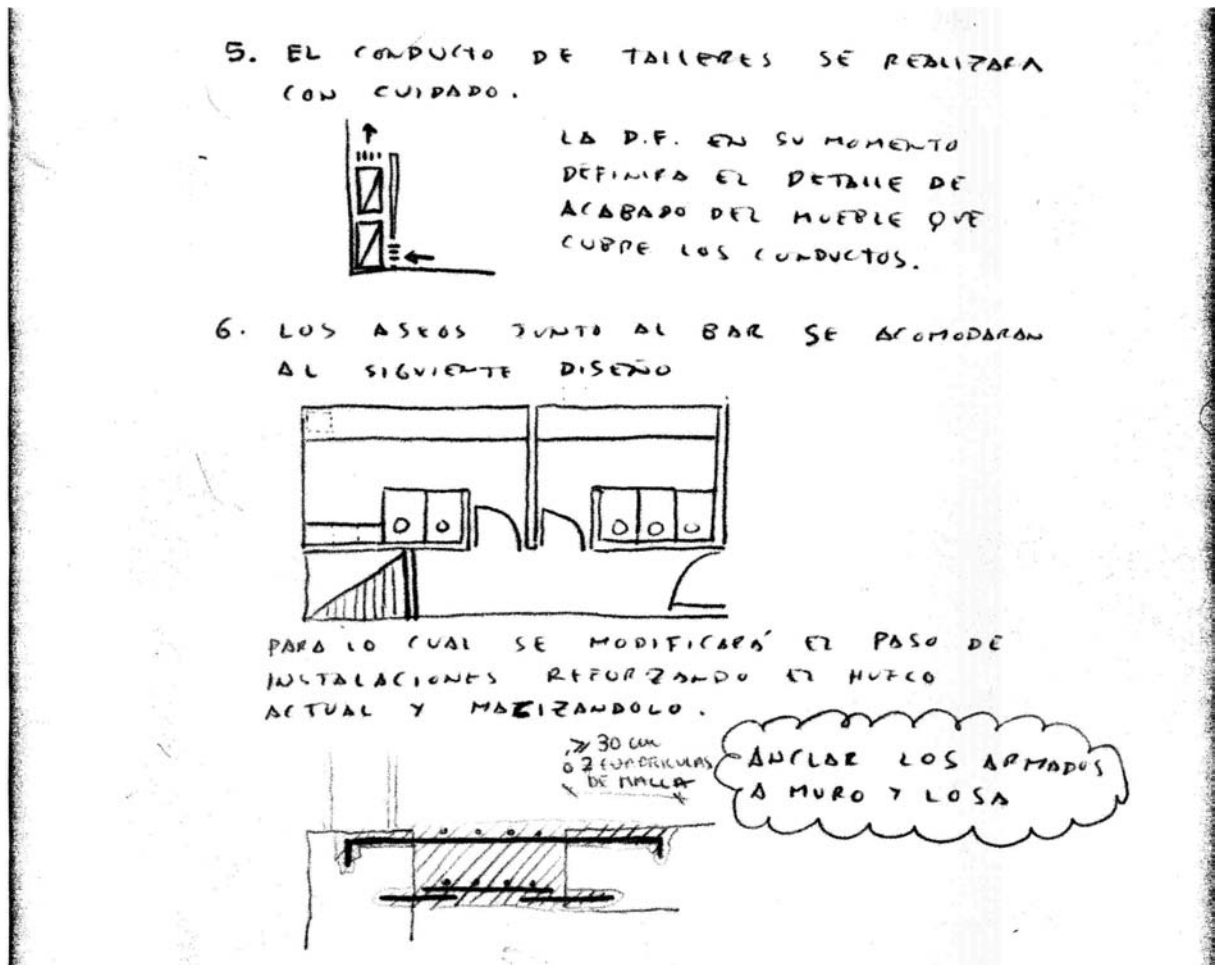 5. EL CONDUCTO DE TALLERES SE REALIZARA
CON CUIDADO.
LA D.F. EN SU MOMENTO
DEFINIRA EL DETALLE DE
ACABADO DEL MUEBLE QUE
CUBRE LOS CONDUCTOS.
6. LOS ASEOS JUNTO AL BAR SE ACOMODARAN
AL SIGUIENTE DISEÑO
PARA LO CUAL SE MODIFICARÁ EL PASO DE
INSTALACIONES REFORZANDO EL HUECO
ACTUAL Y MACIZANDOLO.
≥ 30 cm
o 2 CUADRICULAS
DE MALLA
ANCLAR LOS ARMADOS
A MURO Y LOSA